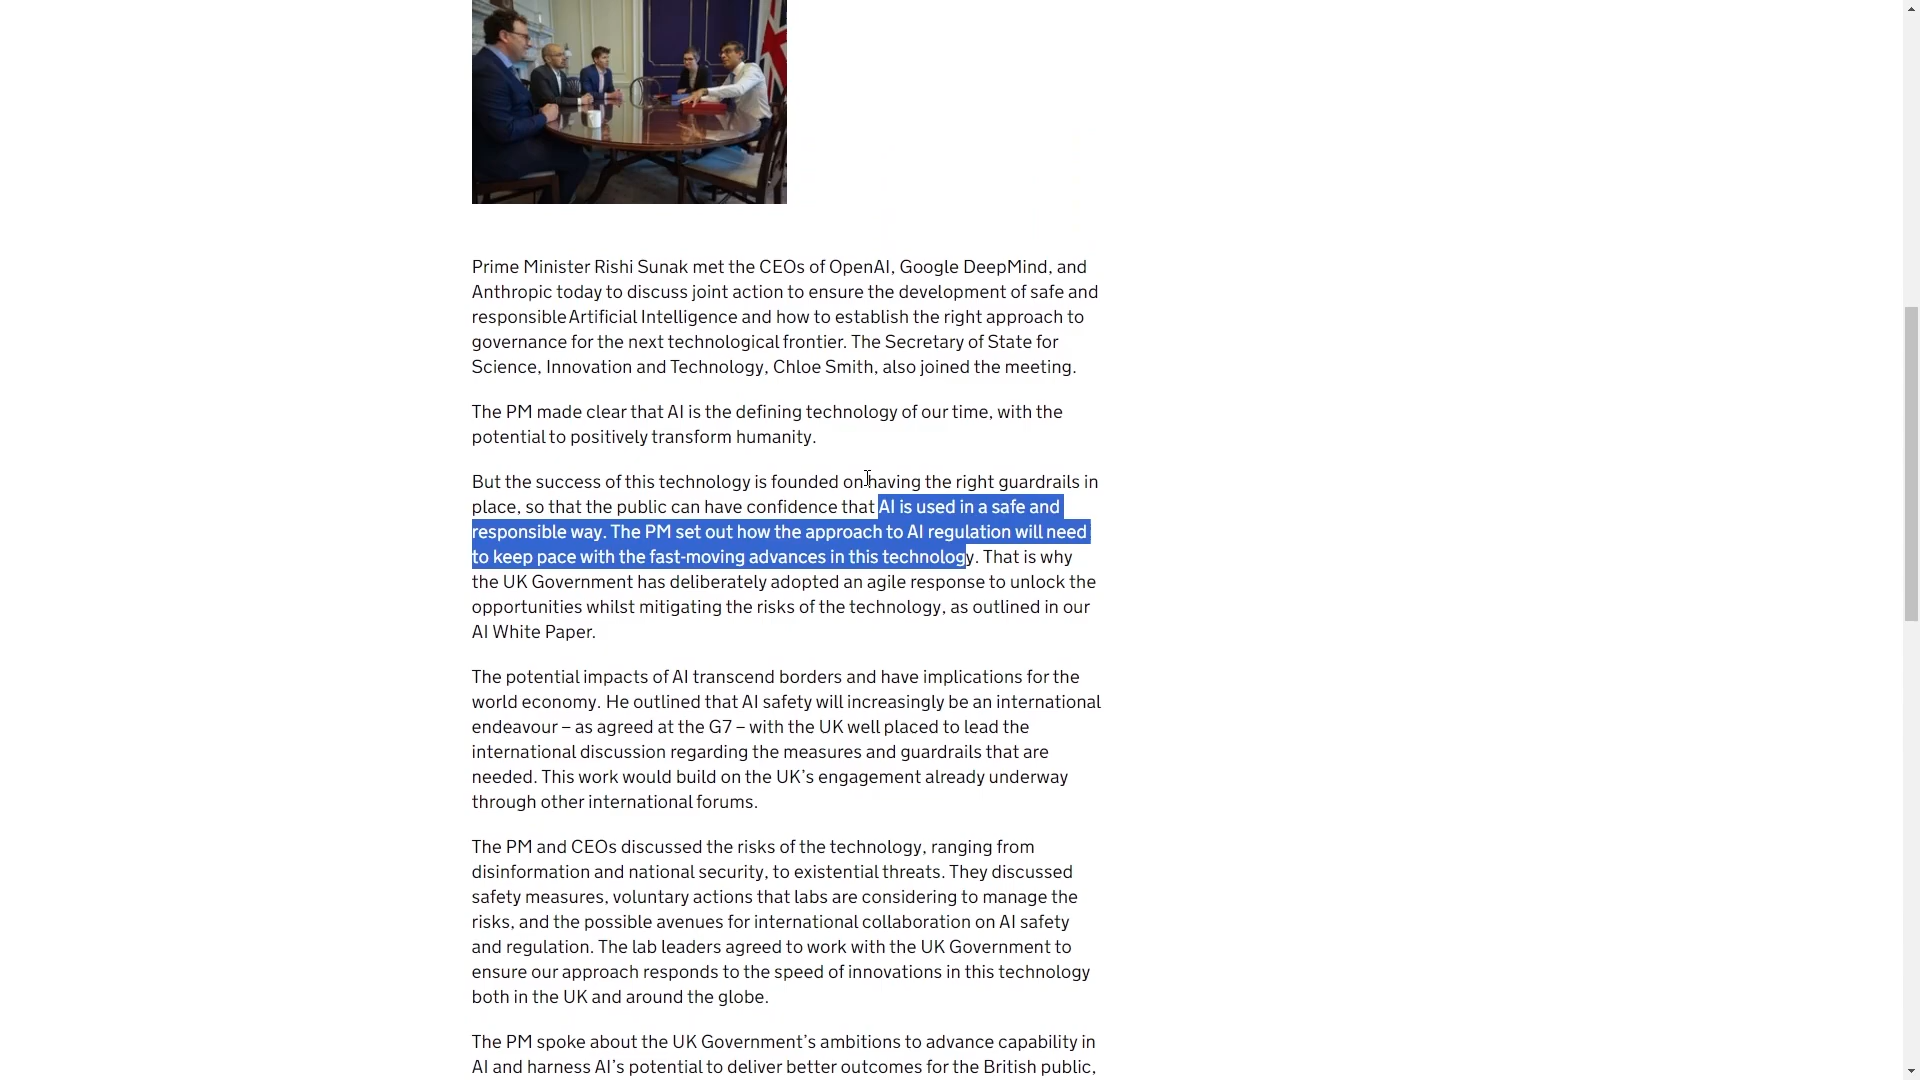 Prime Minister Rishi Sunak met the CEOs of OpenAI, Google DeepMind, and
Anthropic today to discuss joint action to ensure the development of safe and
responsible Artificial Intelligence and how to establish the right approach to
governance for the next technological frontier. The Secretary of State for
Science, Innovation and Technology, Chloe Smith, also joined the meeting.
The PM made clear that AI is the defining technology of our time, with the
potential to positively transform humanity.
But the success of this technology is founded on having the right guardrails in
place, so that the public can have confidence that AI is used in a safe and
responsible way. The PM set out how the approach to AI regulation will need
to keep pace with the fast-moving advances in this technology. That is why
the UK Government has deliberately adopted an agile response to unlock the
opportunities whilst mitigating the risks of the technology, as outlined in our
AI White Paper.
The potential impacts of AI transcend borders and have implications for the
world economy. He outlined that AI safety will increasingly be an international
endeavour – as agreed at the G7 – with the UK well placed to lead the
international discussion regarding the measures and guardrails that are
needed. This work would build on the UK’s engagement already underway
through other international forums.
The PM and CEOs discussed the risks of the technology, ranging from
disinformation and national security, to existential threats. They discussed
safety measures, voluntary actions that labs are considering to manage the
risks, and the possible avenues for international collaboration on AI safety
and regulation. The lab leaders agreed to work with the UK Government to
ensure our approach responds to the speed of innovations in this technology
both in the UK and around the globe.
The PM spoke about the UK Government’s ambitions to advance capability in
AI and harness AI’s potential to deliver better outcomes for the British public,